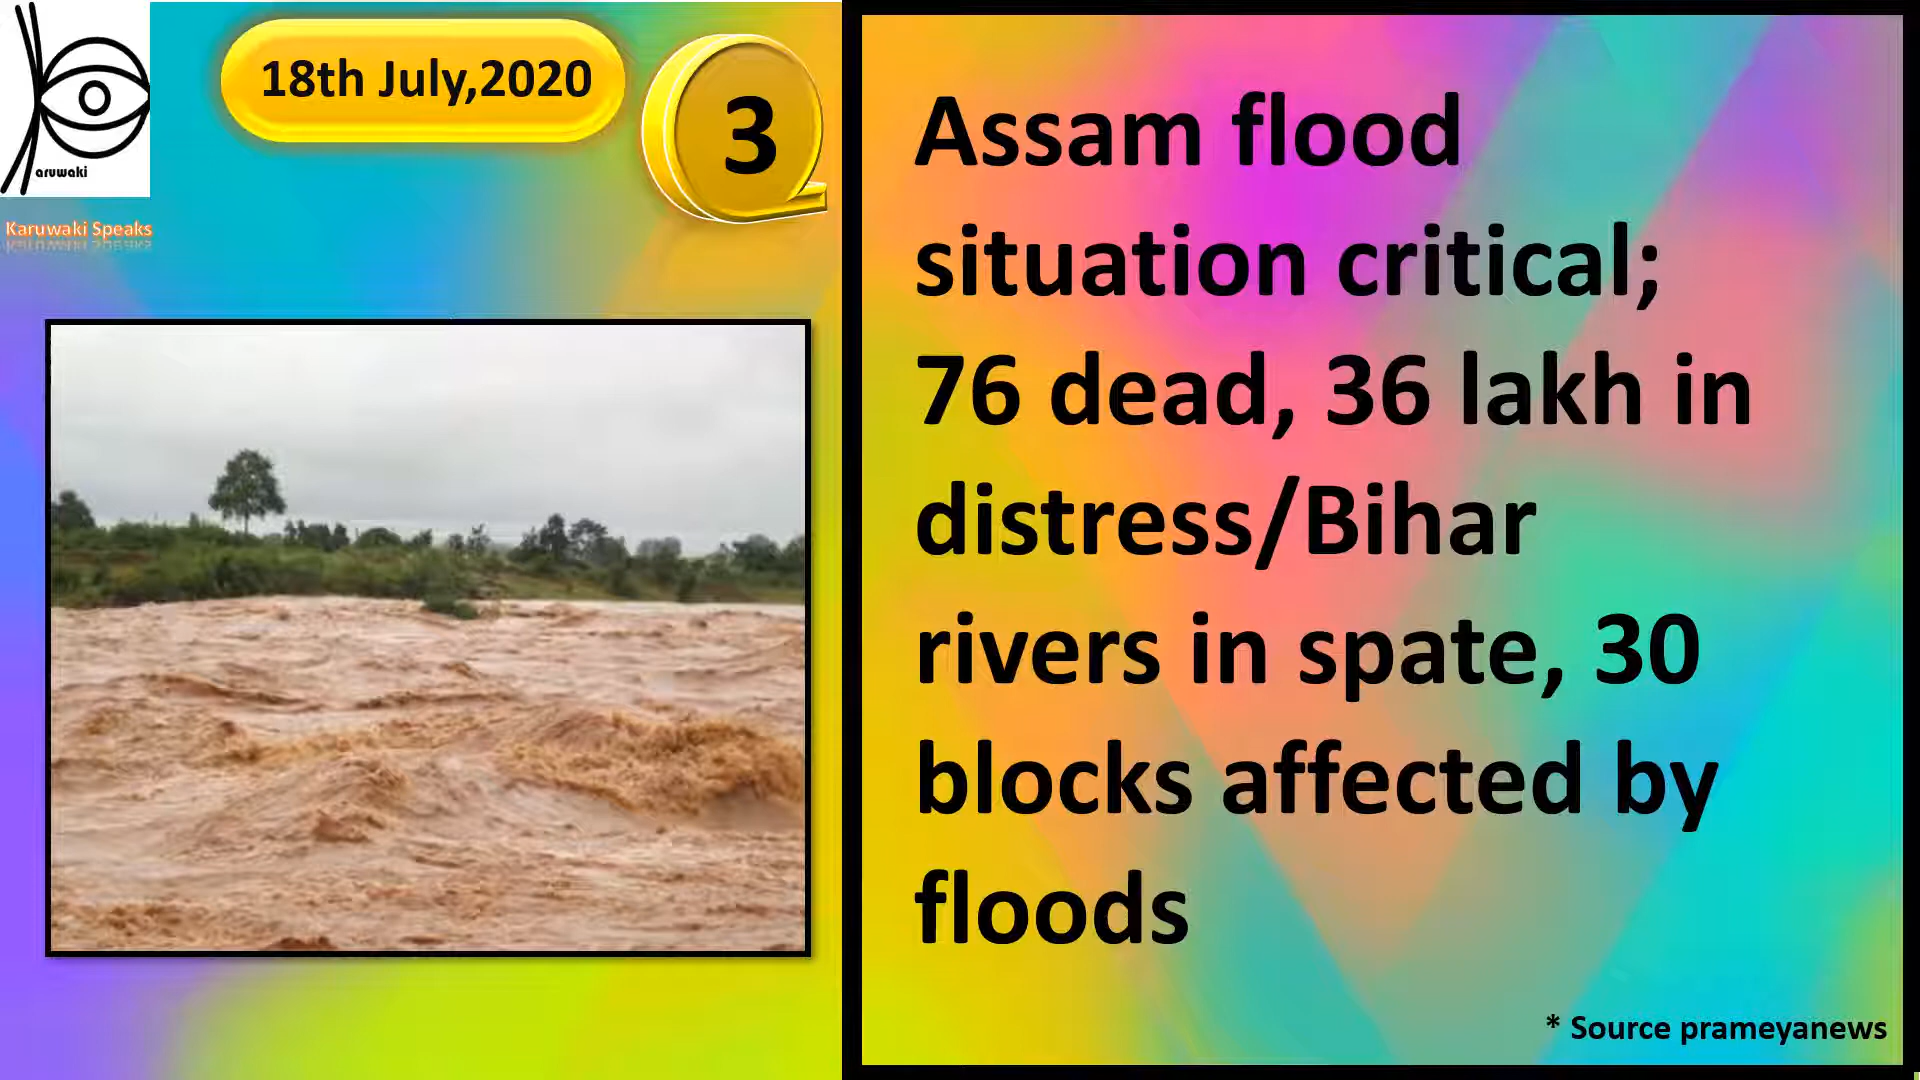 18th July,2020
3
aruwaki
Karuwaki Speaks
Assam flood
situation critical;
76 dead, 36 lakh in
distress/Bihar
rivers in spate, 30
blocks affected by
floods
* Source prameyanews